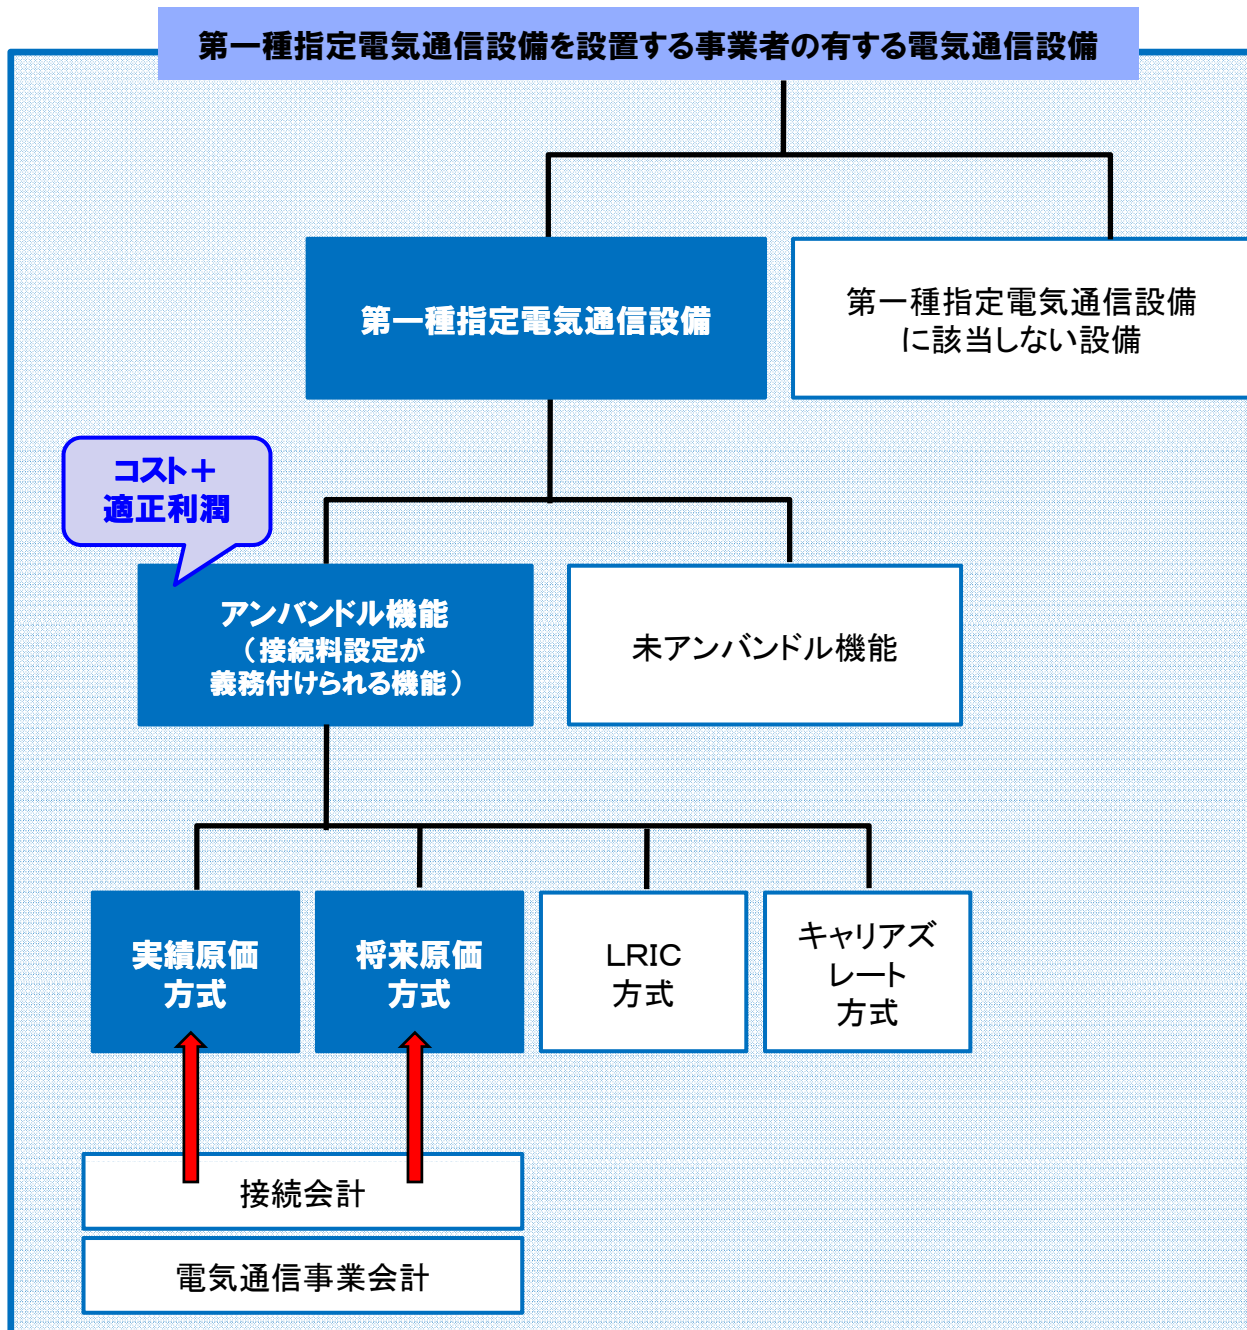 第一種指定電気通信設備を設置する事業者の有する電気通信設備
第一種指定電気通信設備
第一種指定電気通信設備
に該当しない設備
コスト＋
適正利潤
アンバンドル機能
（接続料設定が
義務付けられる機能）
未アンバンドル機能
実績原価
方式
将来原価
方式
LRIC
方式
キャリアズ
レート
方式
接続会計
電気通信事業会計